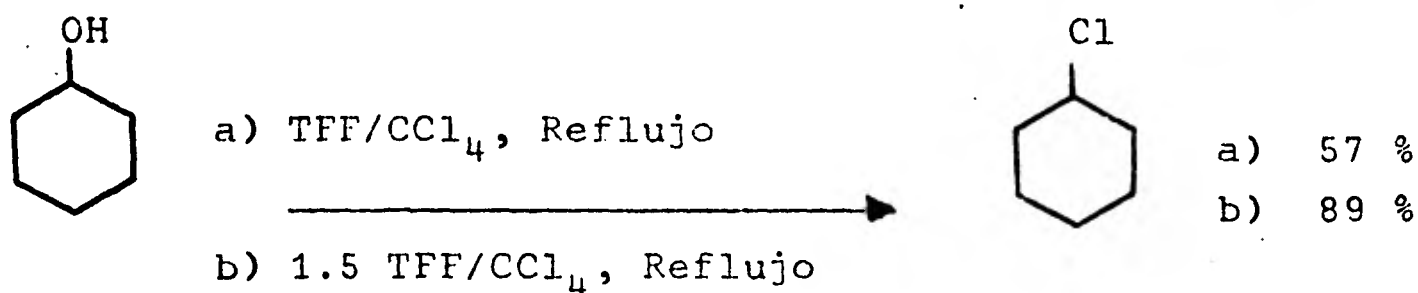 OH
Cl
a) TFF/CCl₄, Reflujo
a) 57 %
b) 89 %
b) 1.5 TFF/CCl₄, Reflujo